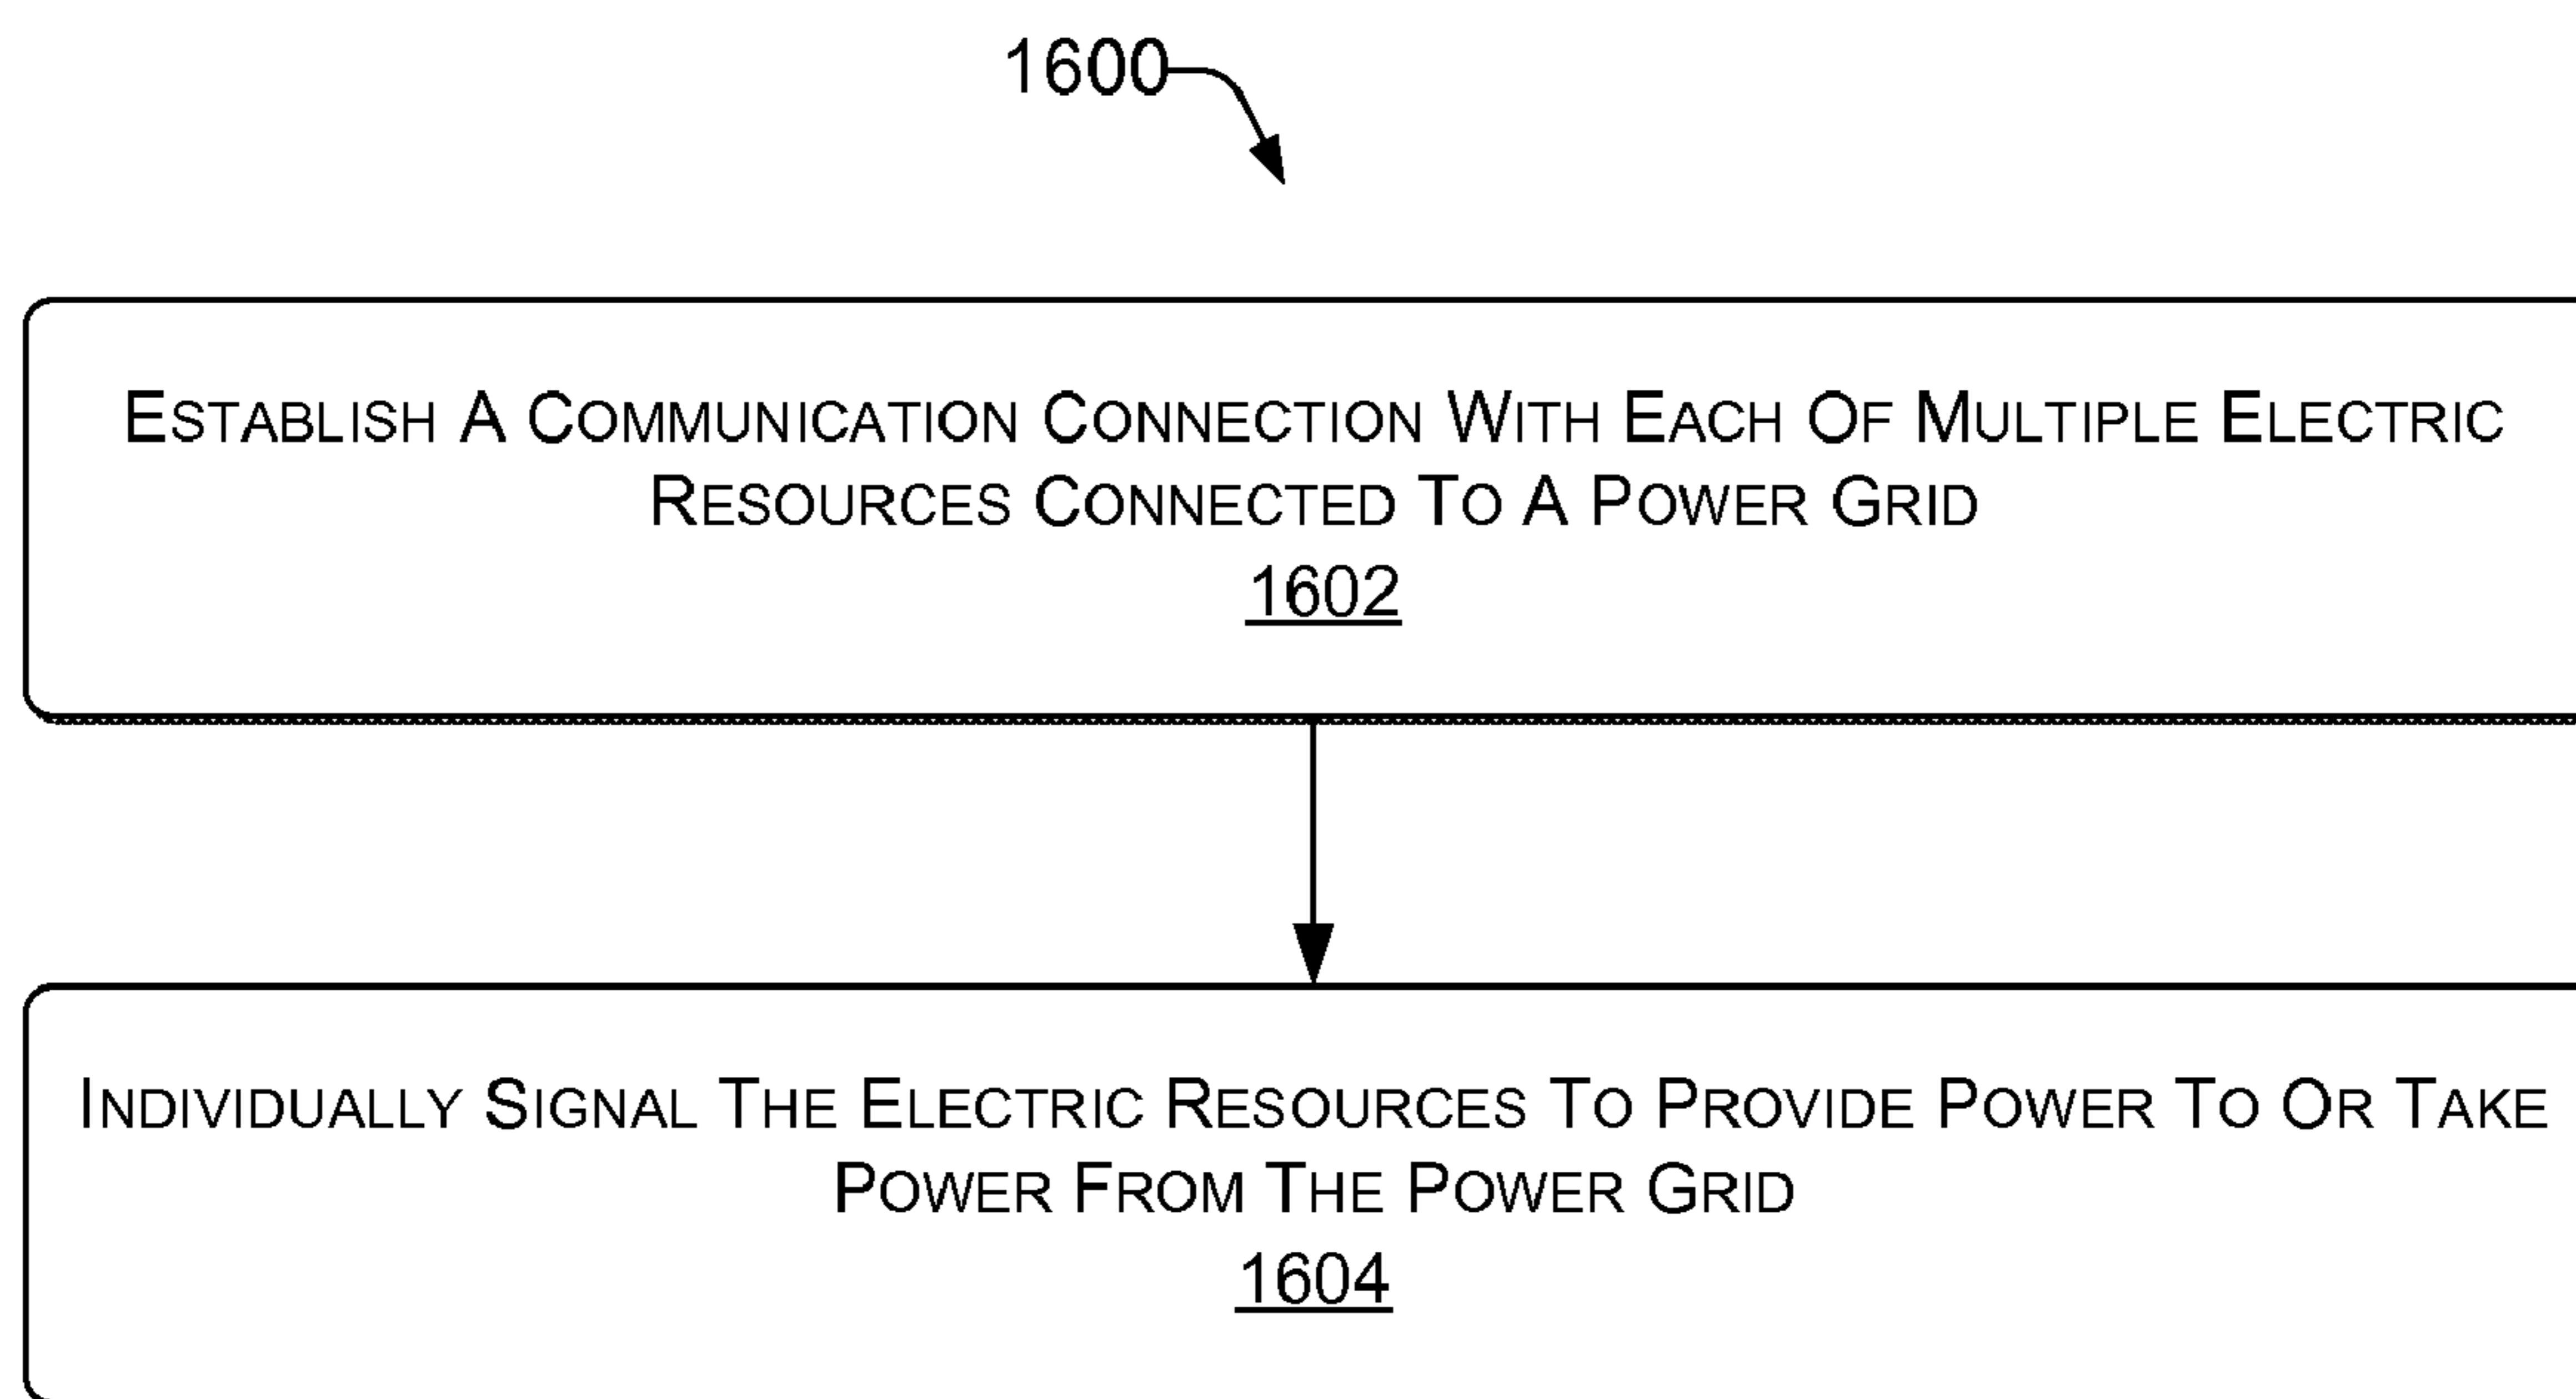 1600
ESTABLISH A COMMUNICATION CONNECTION WITH EACH OF MULTIPLE ELECTRIC
RESOURCES CONNECTED TO A POWER GRID
1602
INDIVIDUALLY SIGNAL THE ELECTRIC RESOURCES TO PROVIDE POWER TO OR TAKE
POWER FROM THE POWER GRID
1604